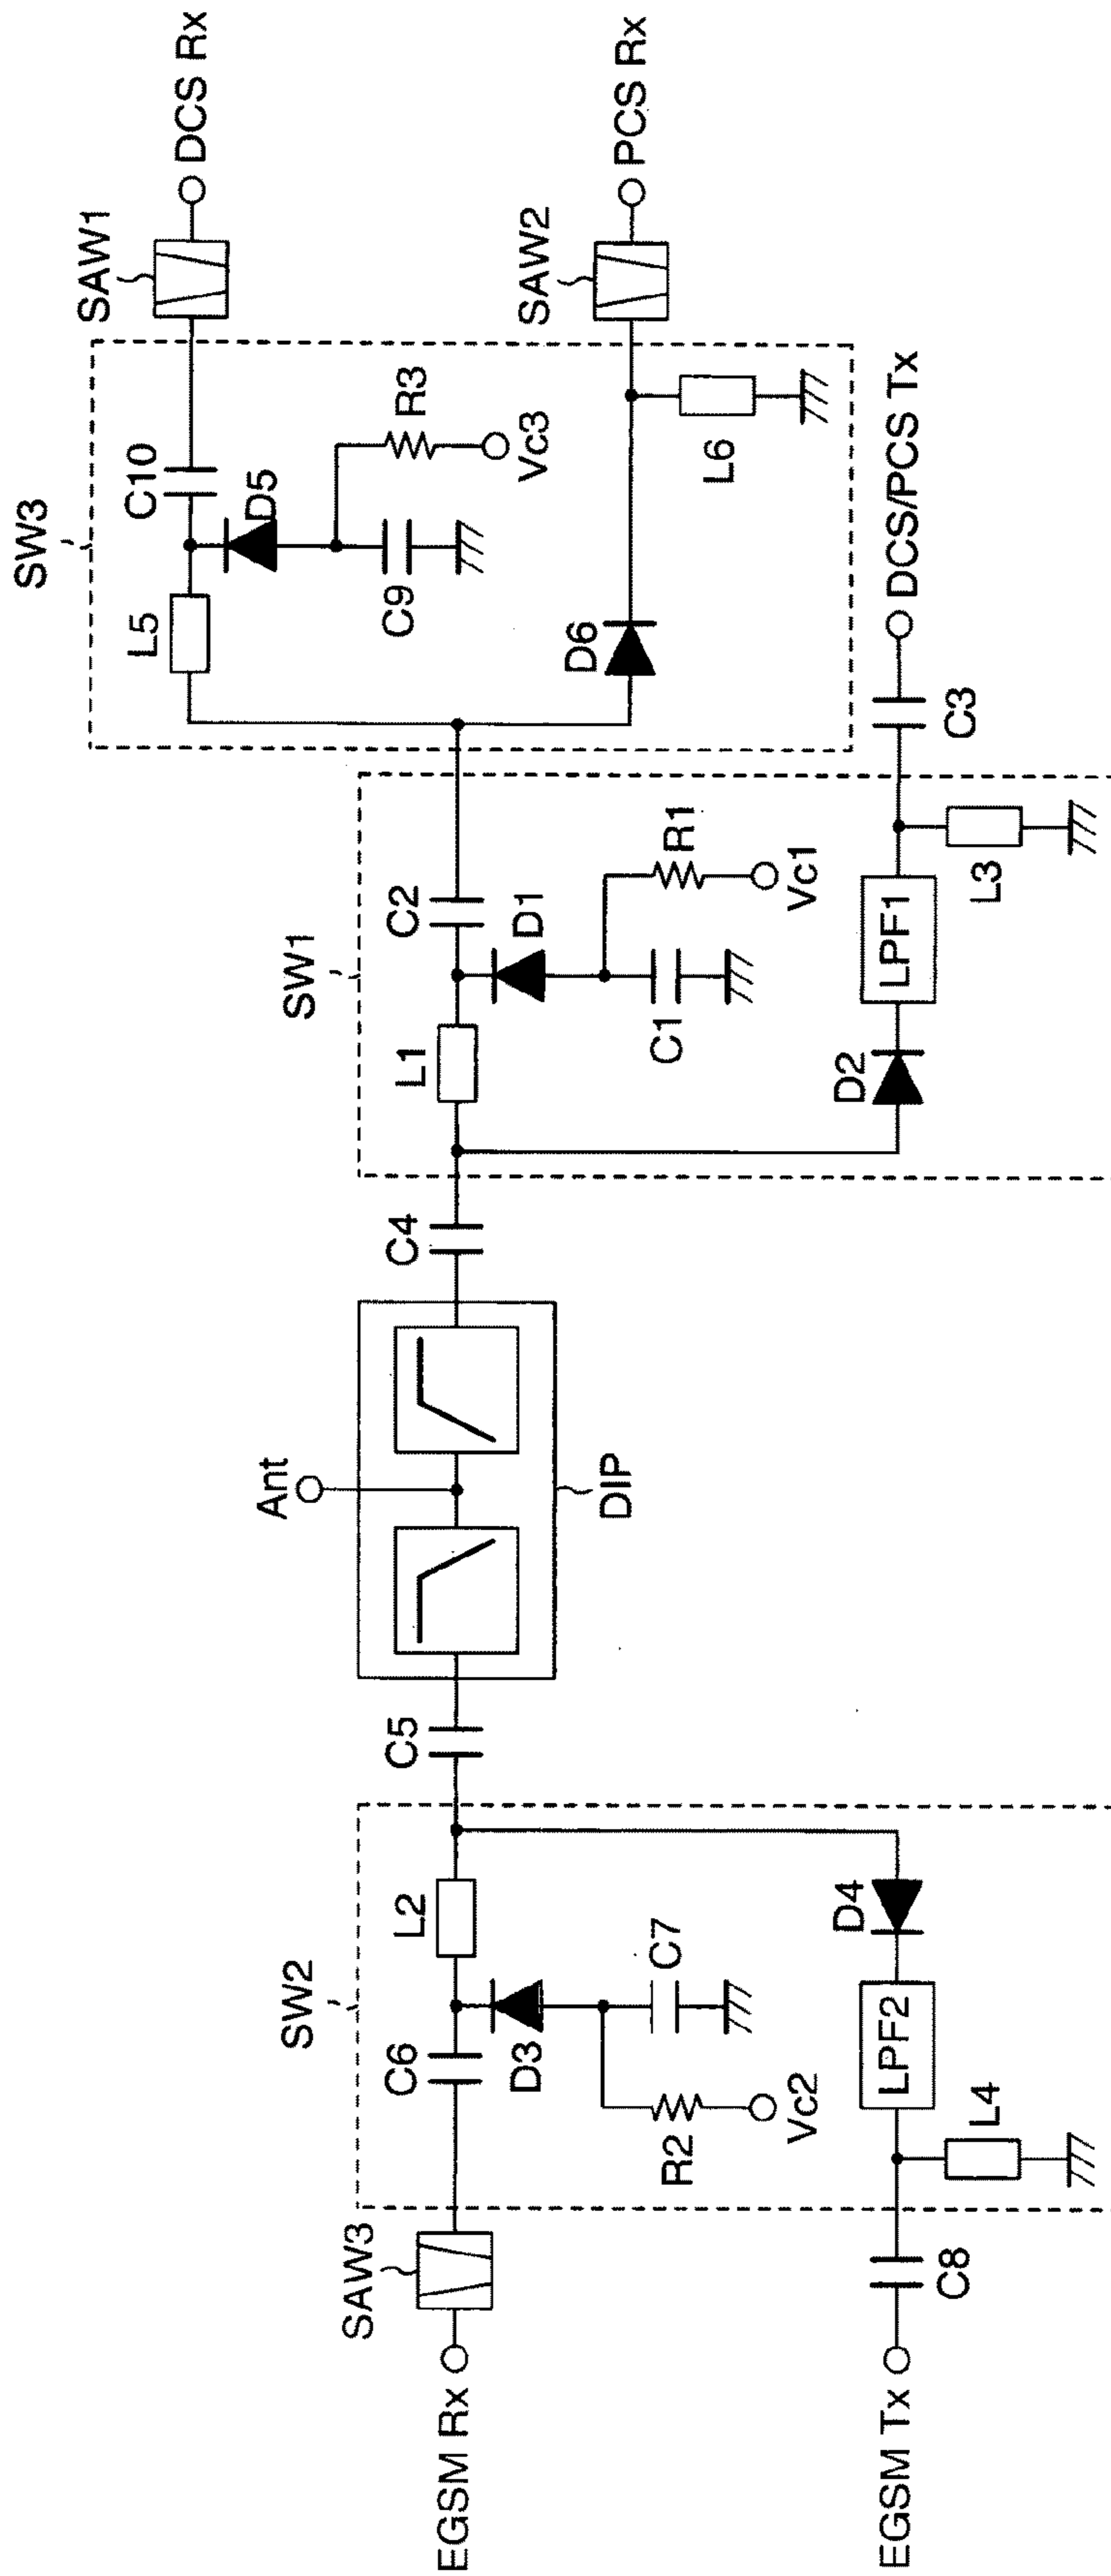 SW3
SAW1
DCS Rx
C10
L5
D5
R3
C9
Vc3
SAW2
PCS Rx
D6
L6
SW1
C2
L1
D1
R1
C1
Vc1
D2
LPF1
L3
C3
DCS/PCS Tx
C4
Ant
DIP
C5
SW2
L2
C6
D3
C7
R2
Vc2
D4
LPF2
L4
C8
SAW3
EGSM Rx
EGSM Tx